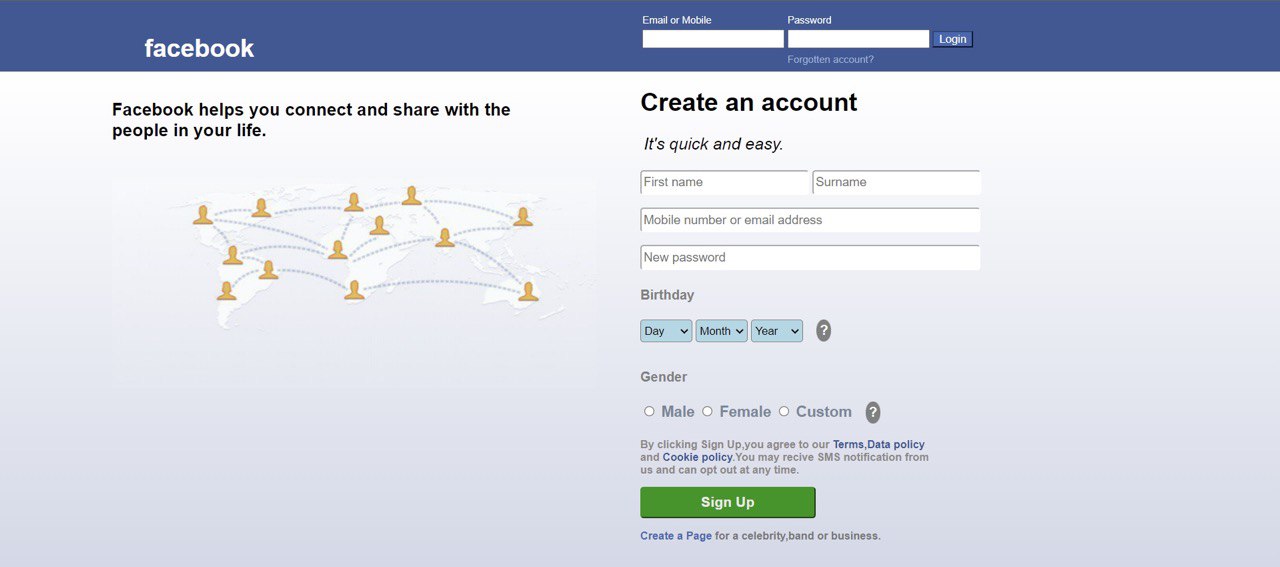 Email or Mobile Password
facebook Login
Forgotten account?
Facebook helps you connect and share with the
people in your life.
Create an account
It's quick and easy.
First name Surname
Mobile number or email address
New password
Birthday
Day Month Year ?
Gender
Male Female Custom ?
By clicking Sign Up,you agree to our Terms,Data policy
and Cookie policy.You may recive SMS notification from
us and can opt out at any time.
Sign Up
Create a Page for a celebrity,band or business.